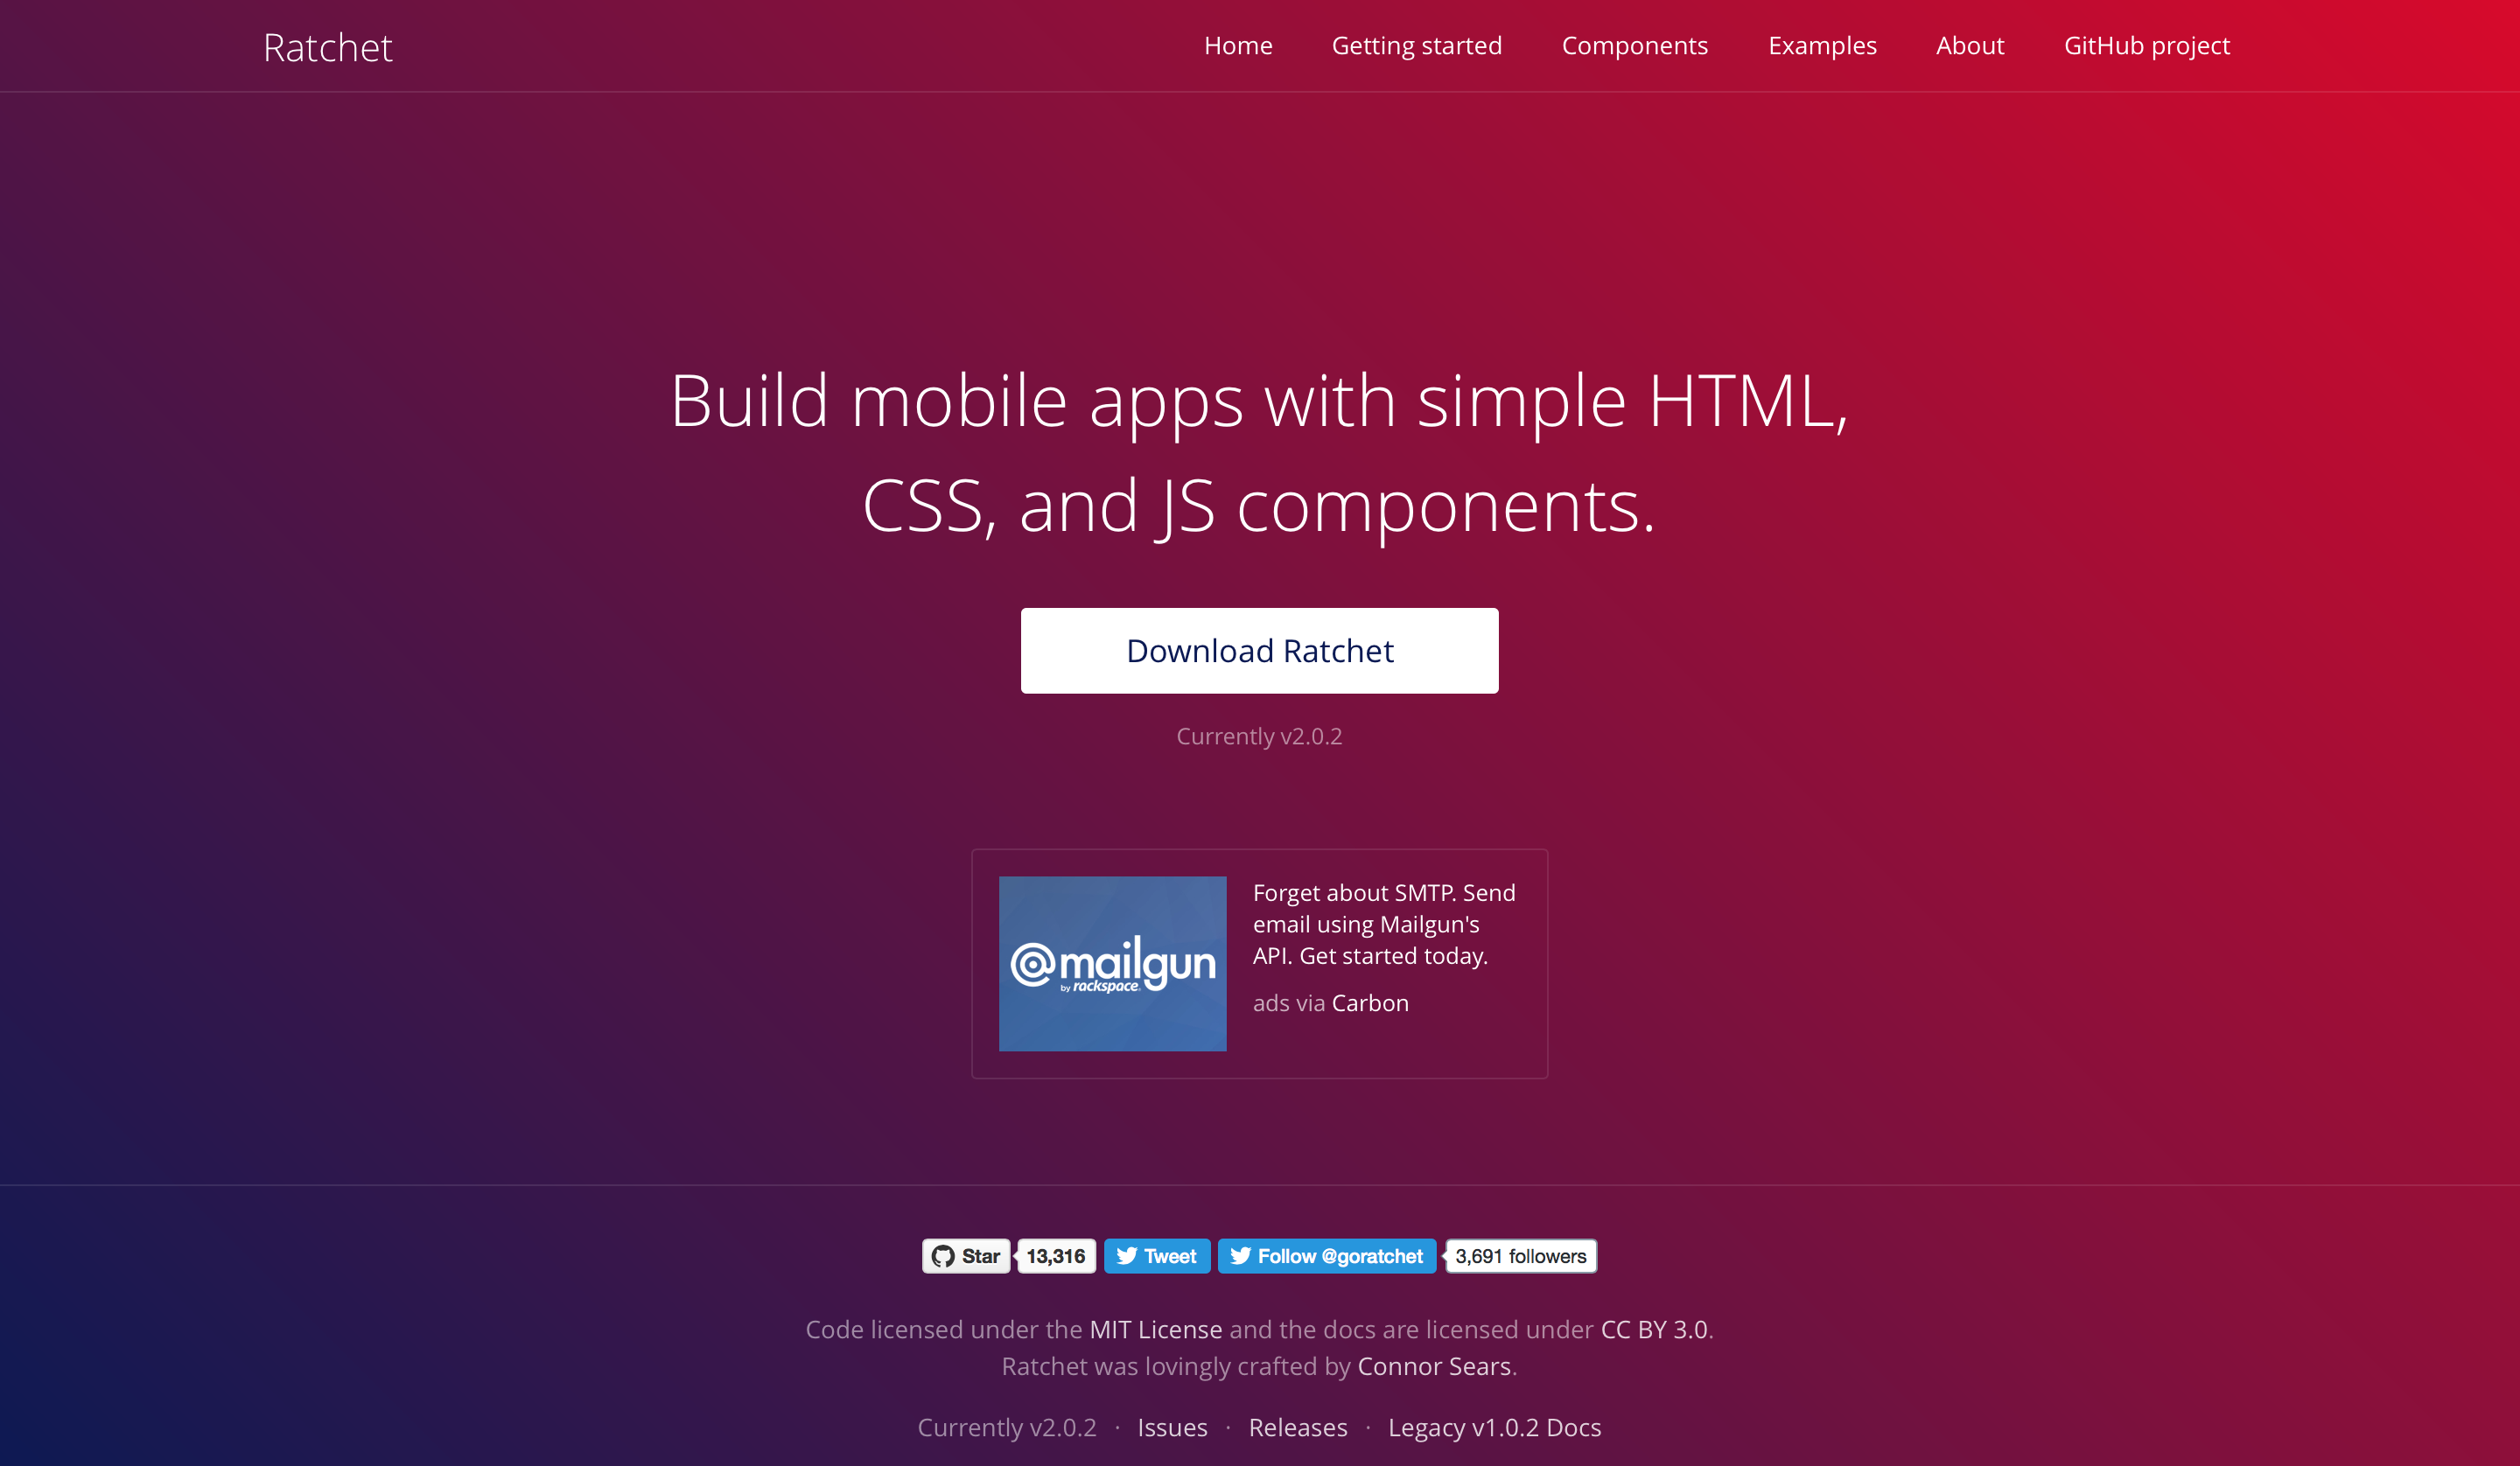 Ratchet
Home Getting started Components Examples About GitHub project
Build mobile apps with simple HTML,
CSS, and JS components.
Download Ratchet
Currently v2.0.2
@mailgun
by rackspace.
Forget about SMTP. Send
email using Mailgun's
API. Get started today.
ads via Carbon
Star 13,316 Tweet Follow @goratchet 3,691 followers
Code licensed under the MIT License and the docs are licensed under CC BY 3.0.
Ratchet was lovingly crafted by Connor Sears.
Currently v2.0.2 · Issues · Releases · Legacy v1.0.2 Docs